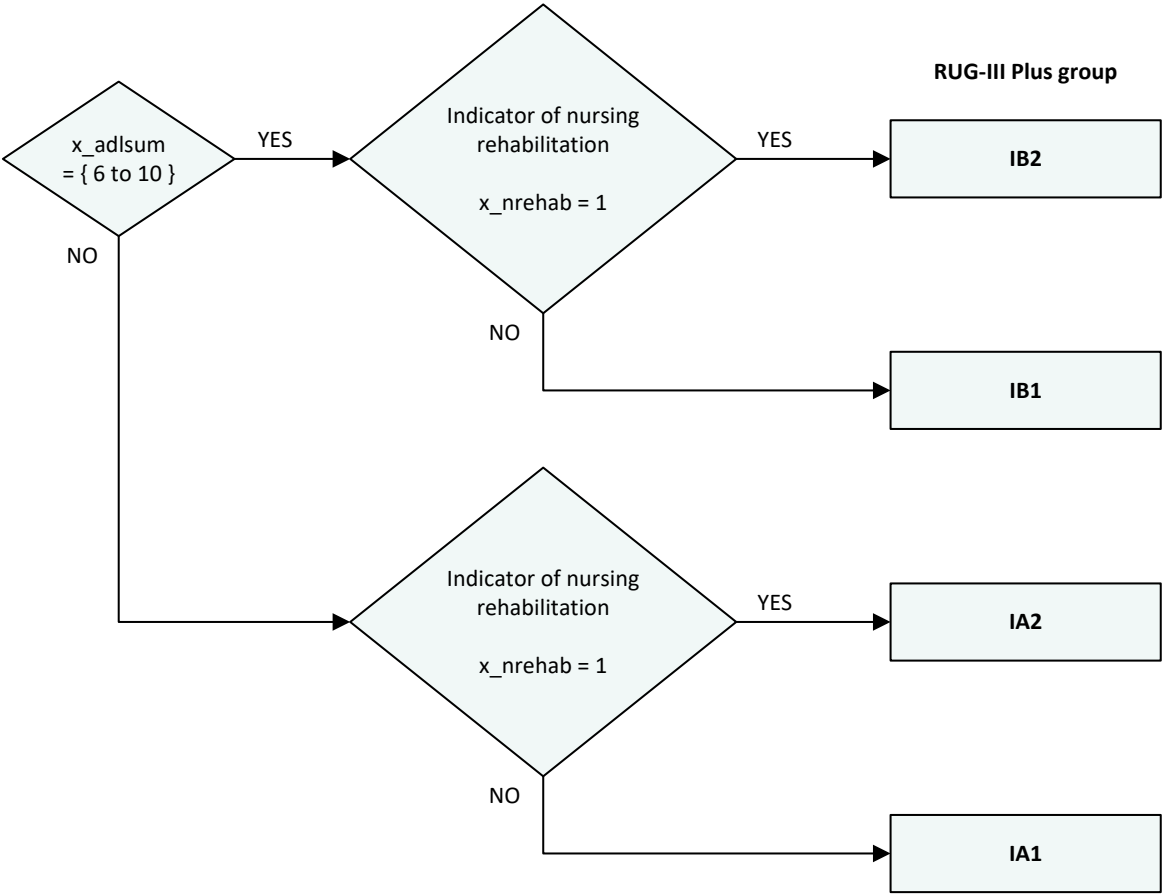 RUG-III Plus group
x_adlsum
= { 6 to 10 }
YES
Indicator of nursing
rehabilitation
x_nrehab = 1
YES
IB2
NO
NO
IB1
Indicator of nursing
rehabilitation
x_nrehab = 1
YES
IA2
NO
IA1